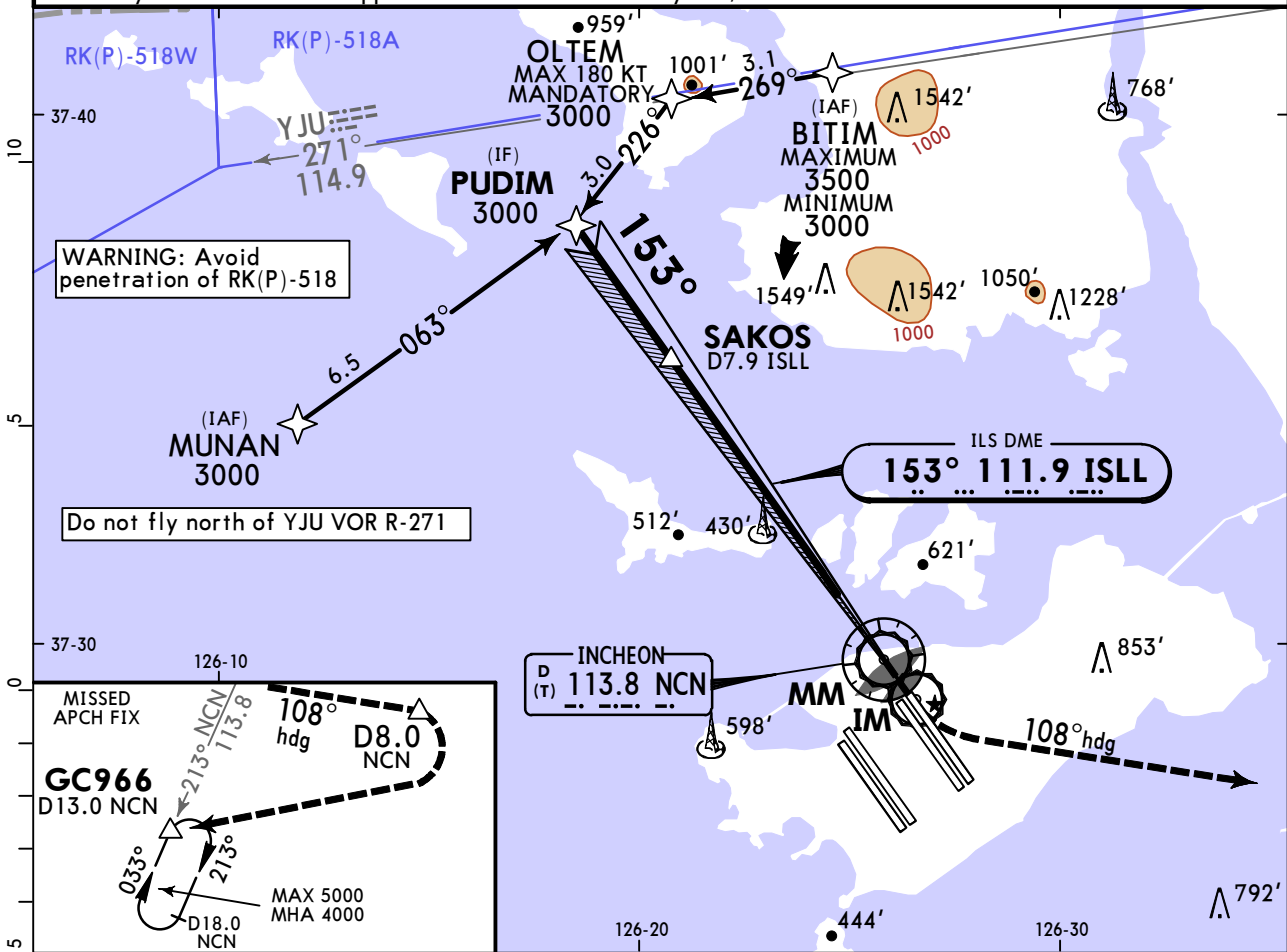 RK(P)-518W
RK(P)-518A
959'
OLTEM
MAX 180 KT
MANDATORY
3000
1001'
3.1
269°
(IAF)
BITIM
MAXIMUM
3500
MINIMUM
3000
1542'
1000
768'
37-40
10
YJU
271°
114.9
226°
3.0
(IF)
PUDIM
3000
153°
WARNING: Avoid
penetration of RK(P)-518
1549'
1542'
1000
1050'
1228'
SAKOS
D7.9 ISLL
063°
6.5
(IAF)
MUNAN
3000
5
ILS DME
153° 111.9 ISLL
Do not fly north of YJU VOR R-271
512'
430'
621'
37-30
126-10
0
INCHEON
D
(T) 113.8 NCN
MM
IM
598'
853'
108° hdg
MISSED
APCH FIX
213° NCN
113.8
108°
hdg
D8.0
NCN
GC966
D13.0 NCN
033°
213°
MAX 5000
MHA 4000
D18.0
NCN
5
126-20
444'
126-30
792'